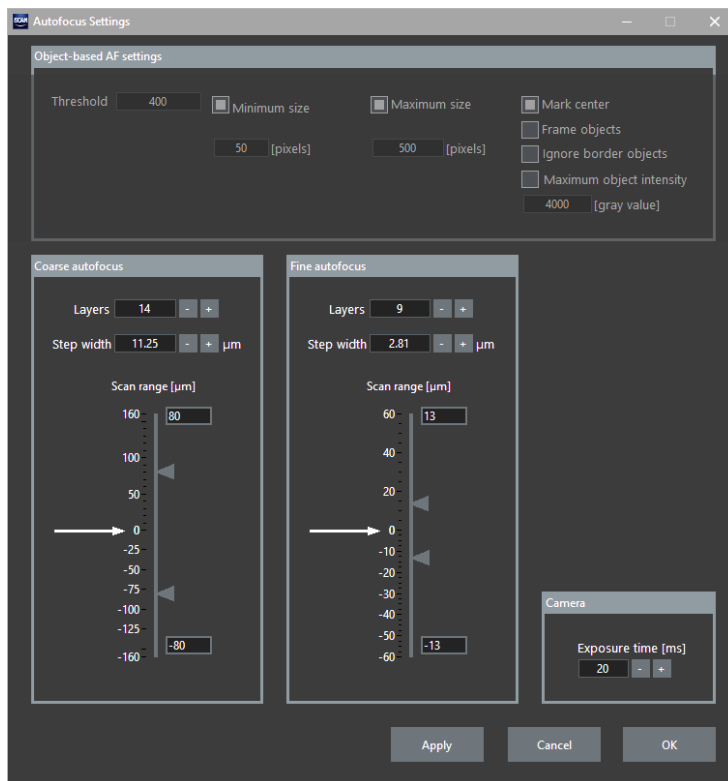 SCAN Autofocus Settings
Object-based AF settings
Threshold 400 Minimum size Maximum size Mark center
Frame objects
50 [pixels] 500 [pixels] Ignore border objects
Maximum object intensity
4000 [gray value]
Coarse autofocus
Layers 14 - +
Step width 11.25 - + µm
Scan range [µm]
160 80
100
50
0
-25
-50
-75
-100
-125
-160 -80
Fine autofocus
Layers 9 - +
Step width 2.81 - + µm
Scan range [µm]
60 13
40
20
0
-10
-20
-30
-40
-50
-60 -13
Camera
Exposure time [ms]
20 - +
Apply Cancel OK